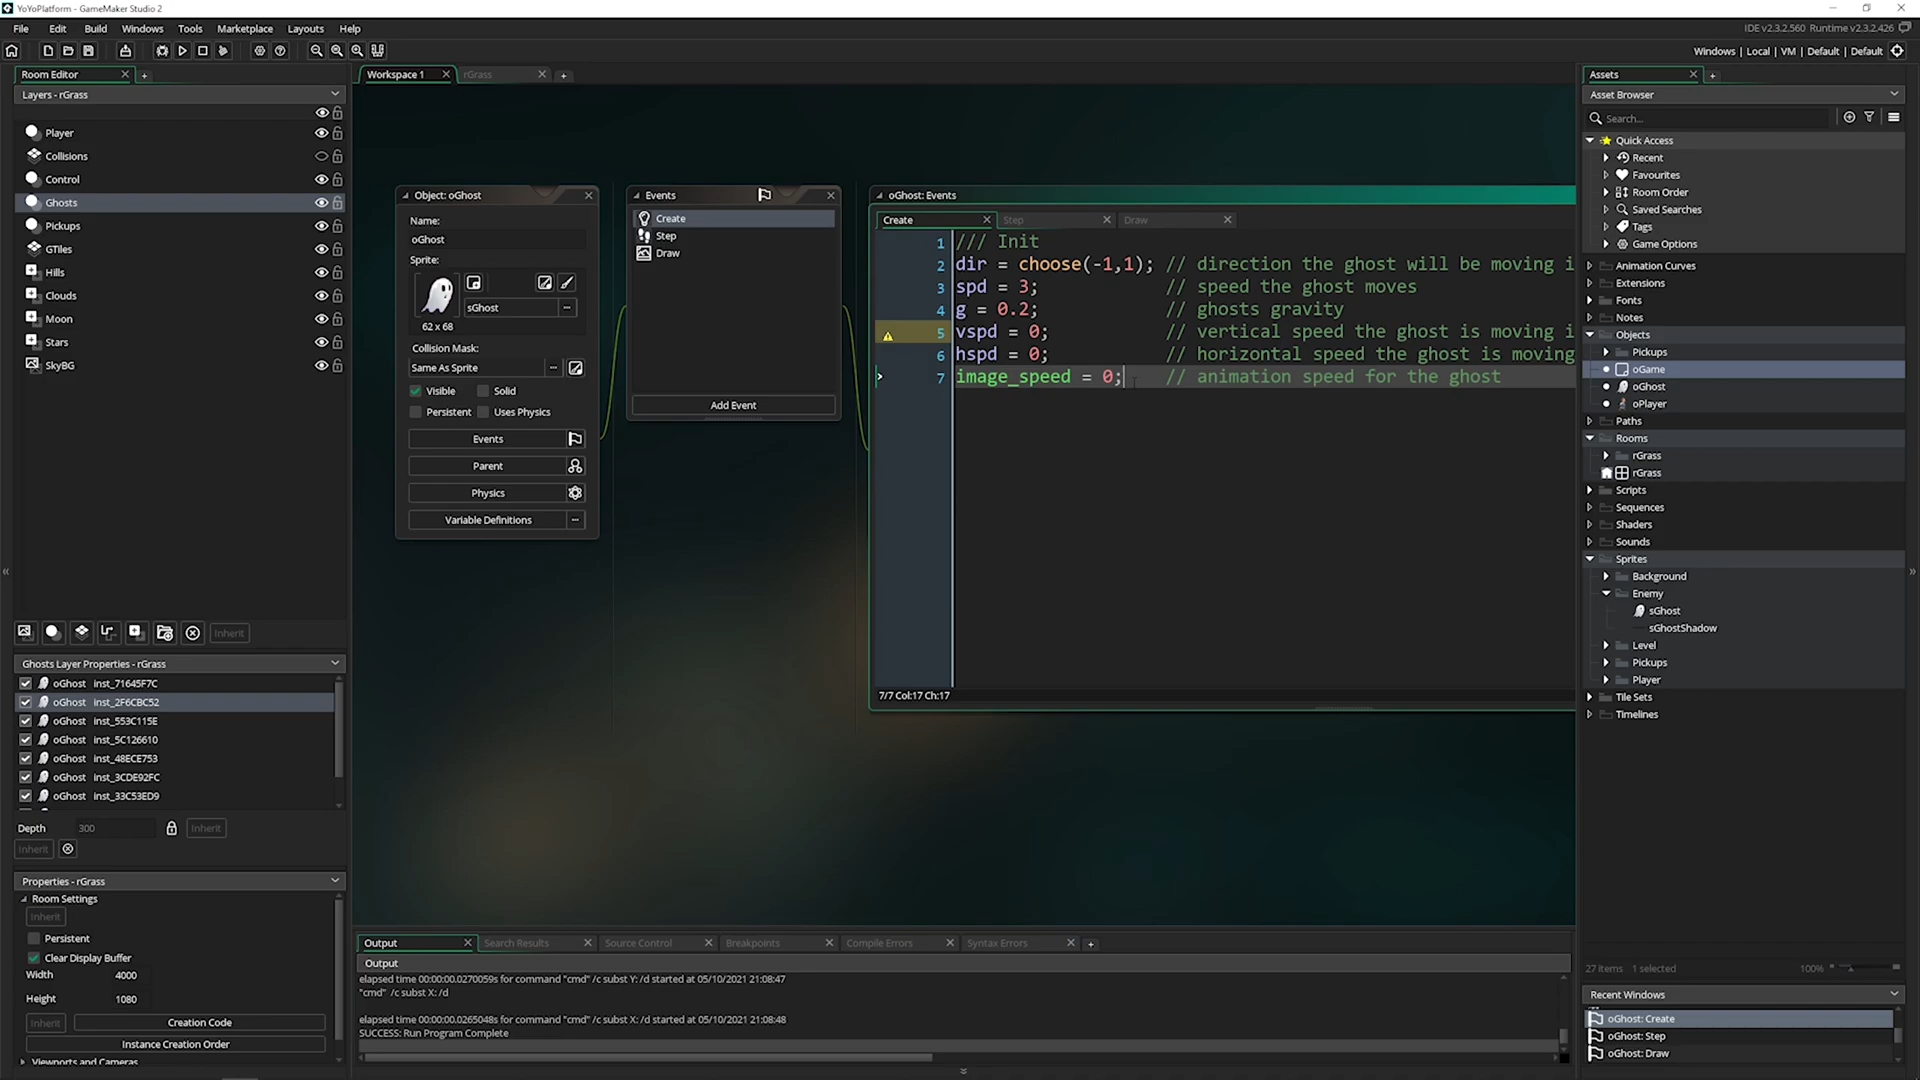 YoYoPlatform - GameMaker Studio 2
File Edit Build Windows Tools Marketplace Layouts Help
IDE v2.3.2.560 Runtime v2.3.2.426
Windows | Local | VM | Default | Default
Room Editor
Layers - rGrass
Player
Collisions
Control
Ghosts
Pickups
GTiles
Hills
Clouds
Moon
Stars
SkyBG
Inherit
Ghosts Layer Properties - rGrass
oGhost inst_71645F7C
oGhost inst_2F6CBC52
oGhost inst_553C115E
oGhost inst_5C126610
oGhost inst_48ECE753
oGhost inst_3CDE92FC
oGhost inst_33C53ED9
Depth 300 Inherit
Inherit
Properties - rGrass
Room Settings
Inherit
Persistent
Clear Display Buffer
Width 4000
Height 1080
Inherit Creation Code
Instance Creation Order
Viewports and Cameras
Workspace 1 rGrass
Object: oGhost
Name:
oGhost
Sprite:
sGhost
62 x 68
Collision Mask:
Same As Sprite
Visible Solid
Persistent Uses Physics
Events
Parent
Physics
Variable Definitions
Events
Create
Step
Draw
Add Event
oGhost: Events
Create Step Draw
1 /// Init
2 dir = choose(-1,1); // direction the ghost will be moving i
3 spd = 3; // speed the ghost moves
4 g = 0.2; // ghosts gravity
5 vspd = 0; // vertical speed the ghost is moving i
6 hspd = 0; // horizontal speed the ghost is moving
7 image_speed = 0; // animation speed for the ghost
7/7 Col:17 Ch:17
Output Search Results Source Control Breakpoints Compile Errors Syntax Errors
Output
elapsed time 00:00:00.0270059s for command "cmd" /c subst Y: /d started at 05/10/2021 21:08:47
"cmd" /c subst X: /d
elapsed time 00:00:00.0265048s for command "cmd" /c subst X: /d started at 05/10/2021 21:08:48
SUCCESS: Run Program Complete
Assets
Asset Browser
Search...
Quick Access
Recent
Favourites
Room Order
Saved Searches
Tags
Game Options
Animation Curves
Extensions
Fonts
Notes
Objects
Pickups
oGame
oGhost
oPlayer
Paths
Rooms
rGrass
rGrass
Scripts
Sequences
Shaders
Sounds
Sprites
Background
Enemy
sGhost
sGhostShadow
Level
Pickups
Player
Tile Sets
Timelines
27 items 1 selected 100%
Recent Windows
oGhost: Create
oGhost: Step
oGhost: Draw